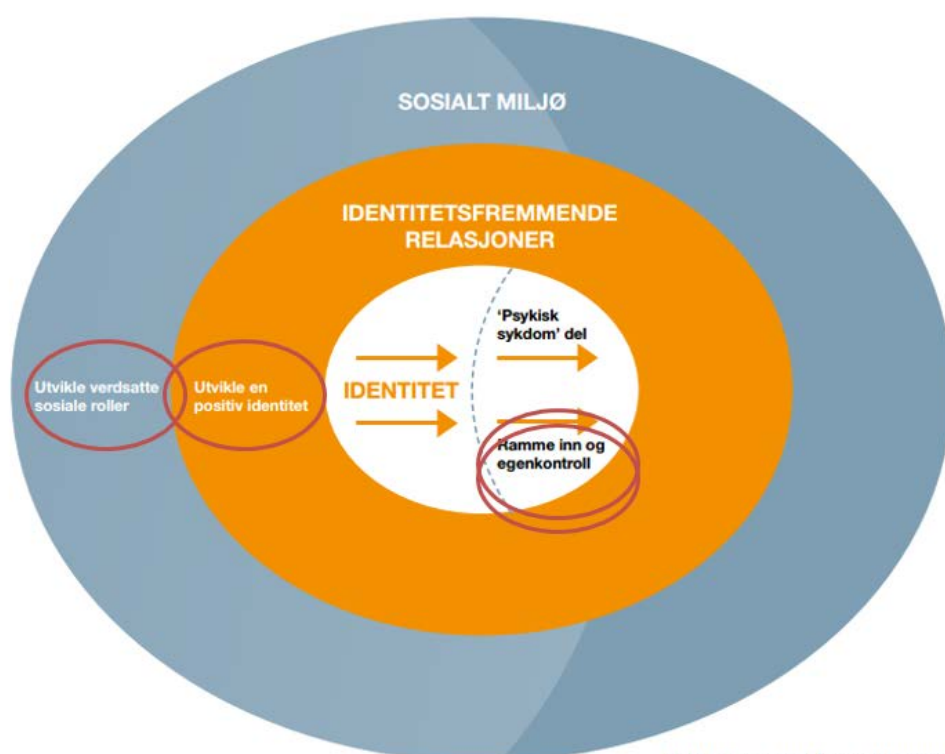 SOSIALT MILJØ
IDENTITETSFREMMENDE
RELASJONER
'Psykisk
sykdom' del
Utvikle verdsatte
sosiale roller
Utvikle en
positiv identitet
IDENTITET
Ramme inn og
egenkontroll